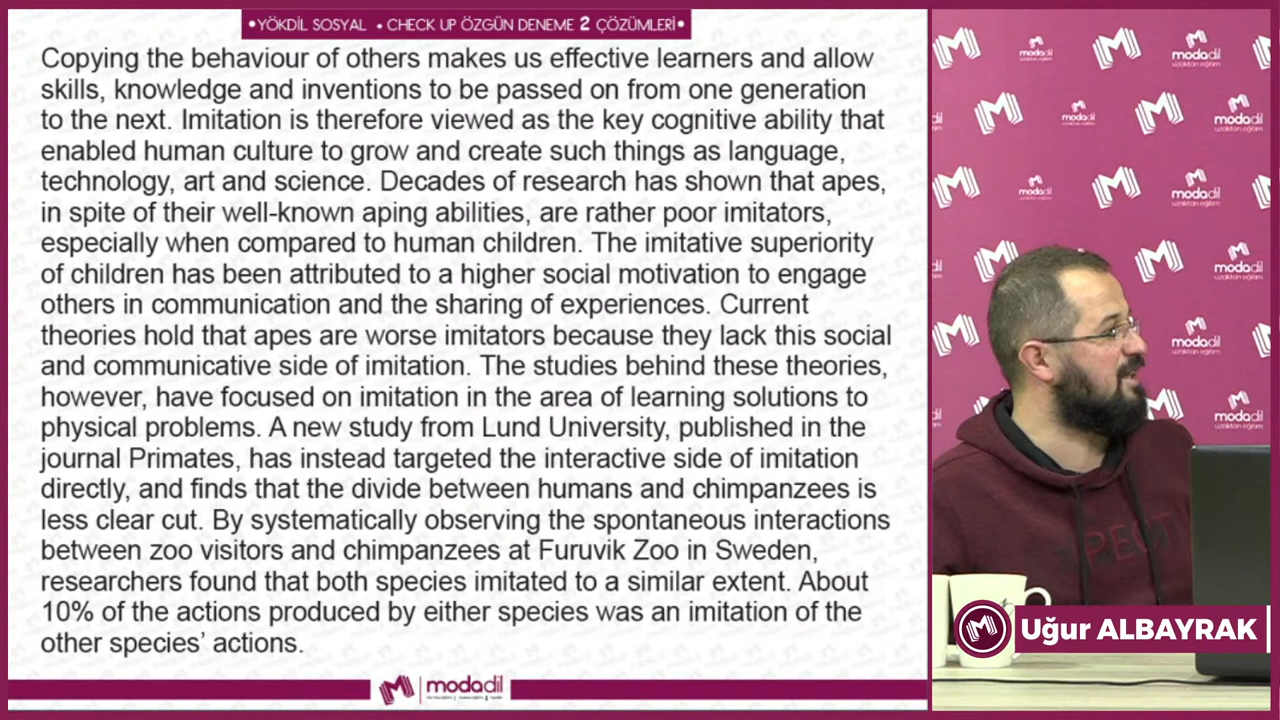 •YÖKDİL SOSYAL • CHECK UP ÖZGÜN DENEME 2 ÇÖZÜMLERİ•
Copying the behaviour of others makes us effective learners and allow
skills, knowledge and inventions to be passed on from one generation
to the next. Imitation is therefore viewed as the key cognitive ability that
enabled human culture to grow and create such things as language,
technology, art and science. Decades of research has shown that apes,
in spite of their well-known aping abilities, are rather poor imitators,
especially when compared to human children. The imitative superiority
of children has been attributed to a higher social motivation to engage
others in communication and the sharing of experiences. Current
theories hold that apes are worse imitators because they lack this social
and communicative side of imitation. The studies behind these theories,
however, have focused on imitation in the area of learning solutions to
physical problems. A new study from Lund University, published in the
journal Primates, has instead targeted the interactive side of imitation
directly, and finds that the divide between humans and chimpanzees is
less clear cut. By systematically observing the spontaneous interactions
between zoo visitors and chimpanzees at Furuvik Zoo in Sweden,
researchers found that both species imitated to a similar extent. About
10% of the actions produced by either species was an imitation of the
other species’ actions.
modadil
modadil
uzaktan eğitim
Uğur ALBAYRAK